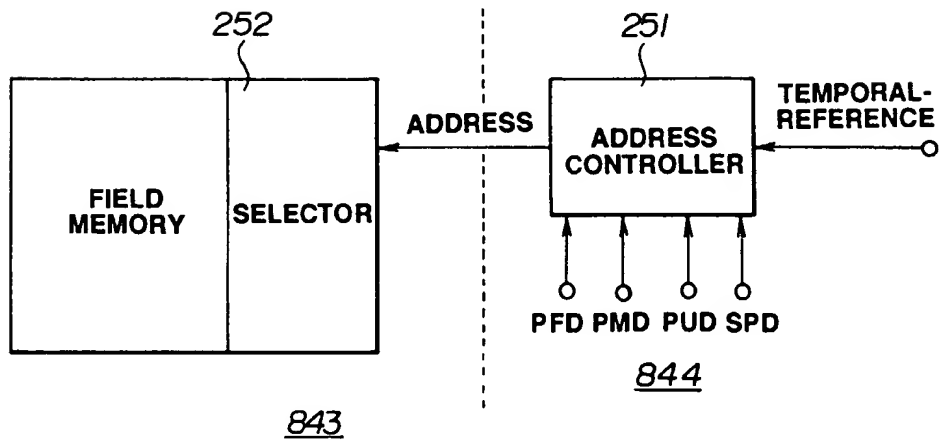 252
251
FIELD
MEMORY
SELECTOR
ADDRESS
ADDRESS
CONTROLLER
TEMPORAL-
REFERENCE
PFD PMD PUD SPD
844
843